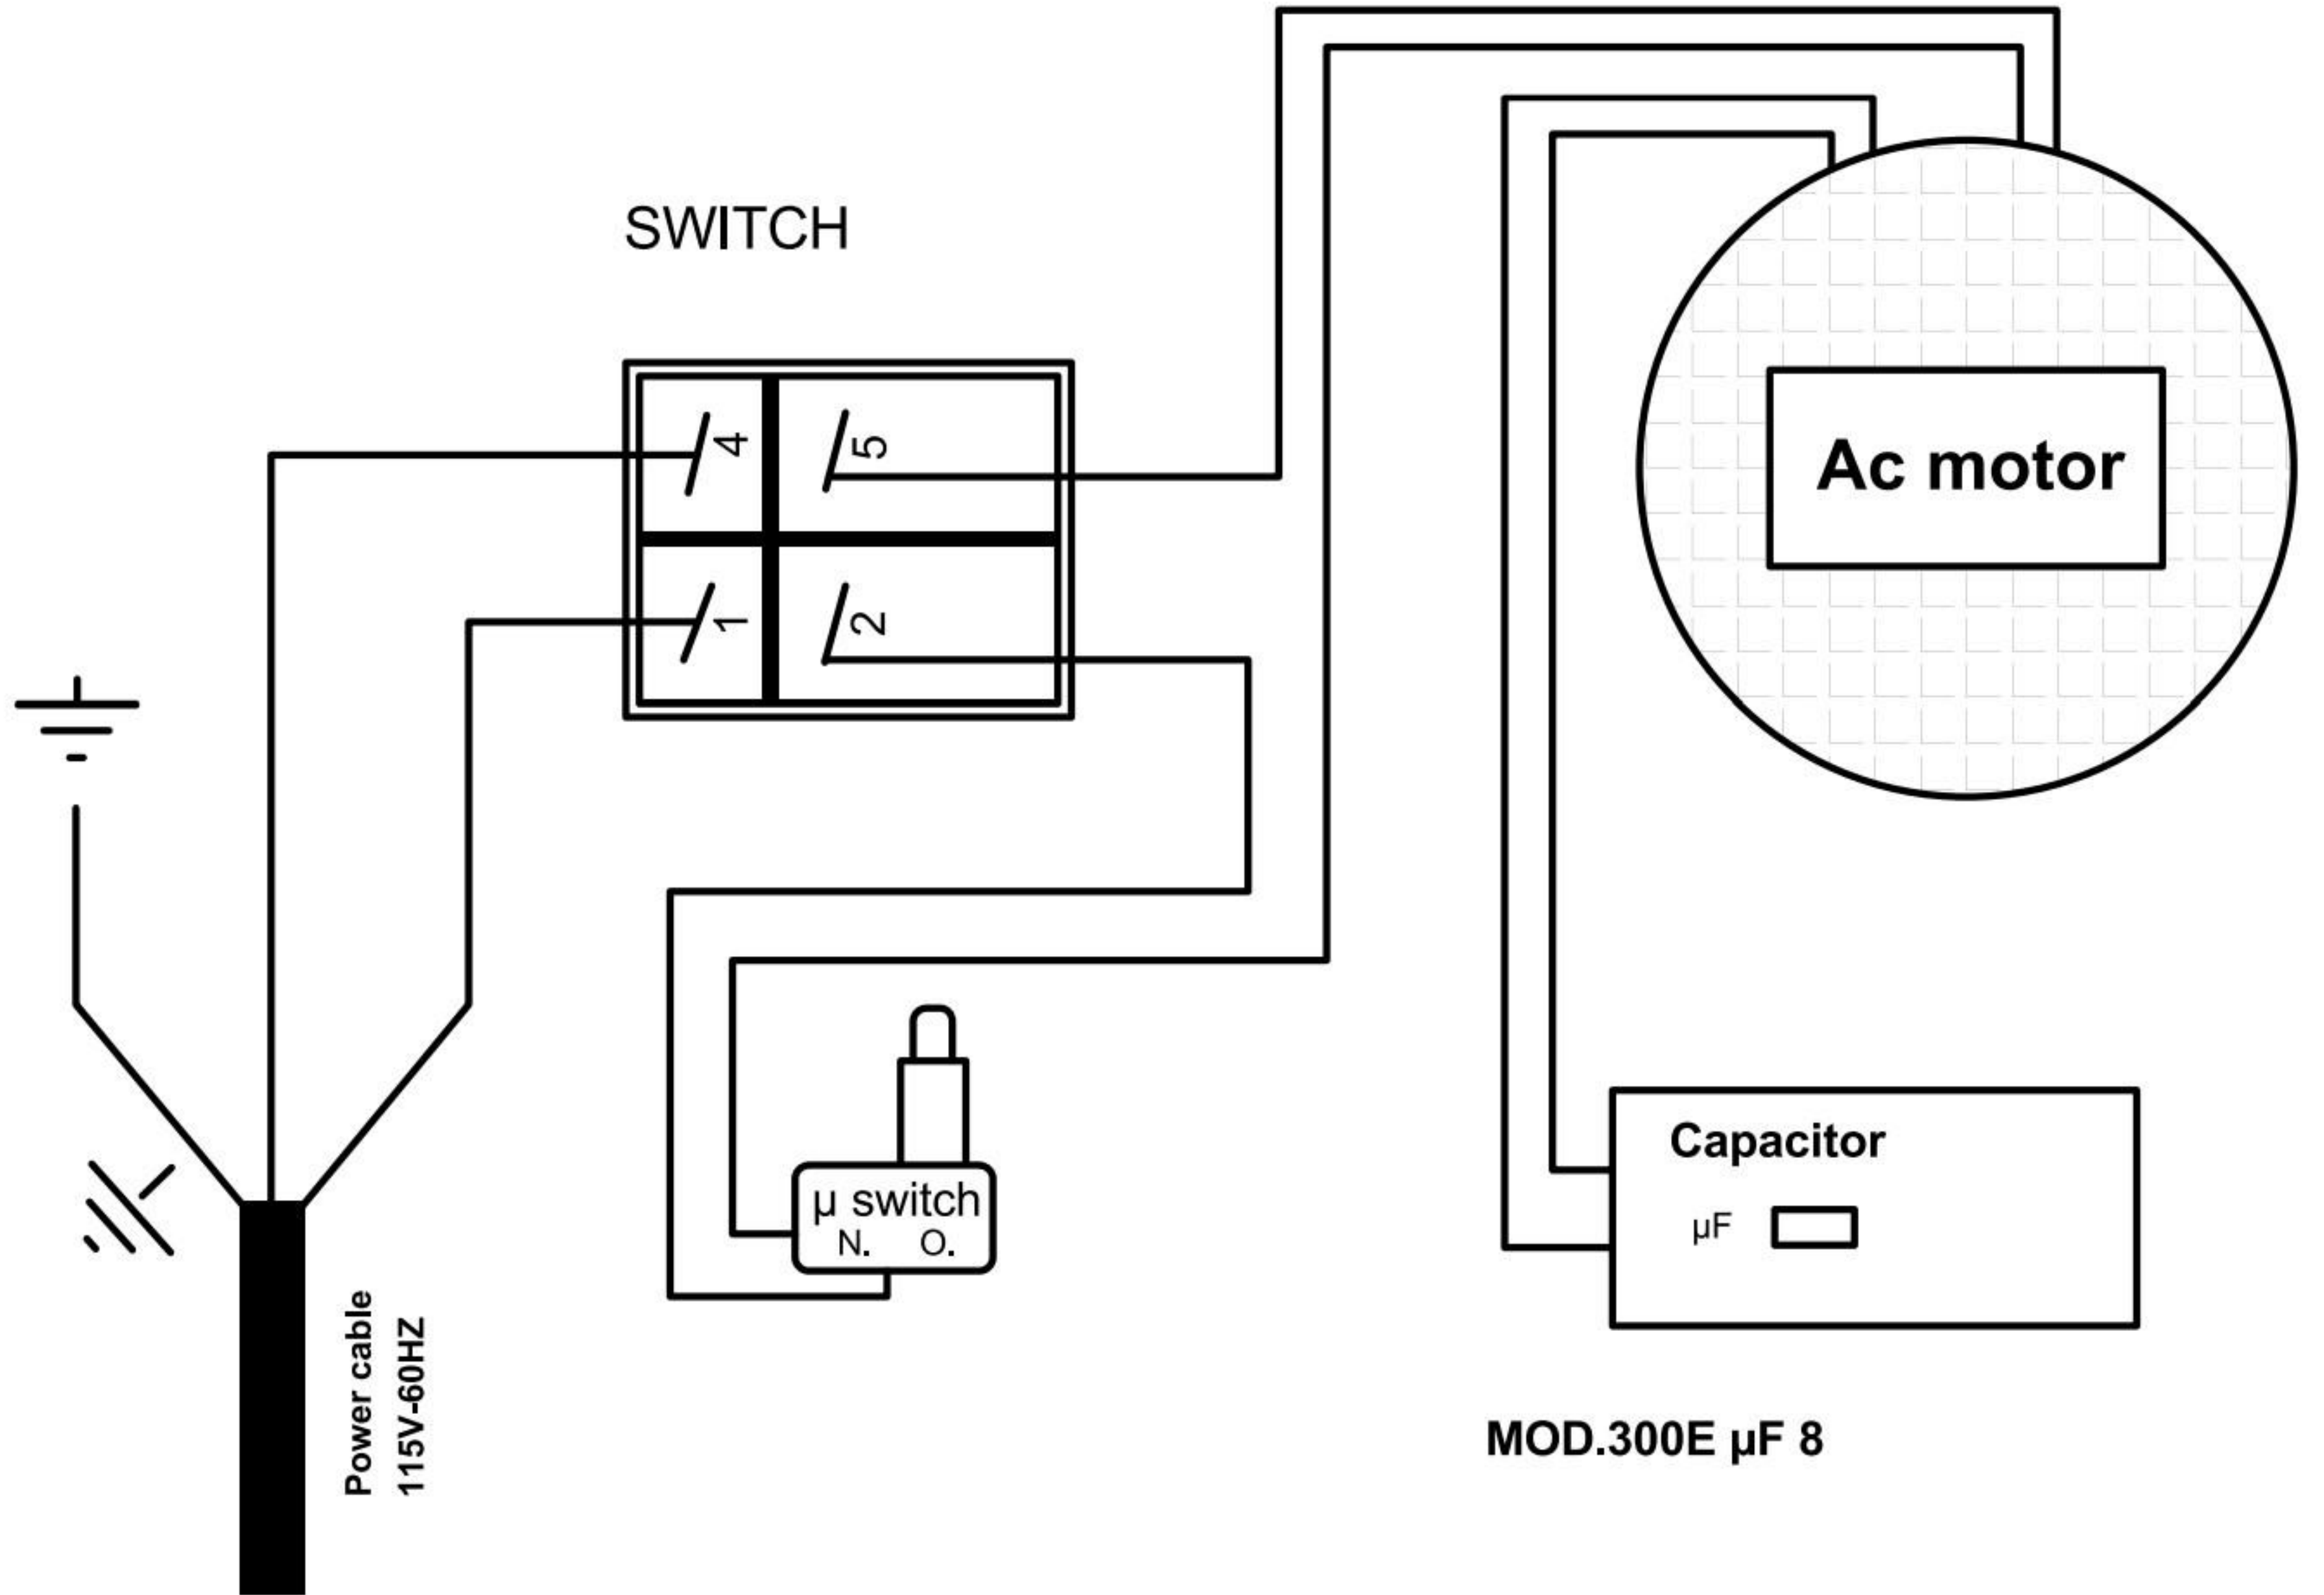 SWITCH
4
5
1
2
Ac motor
µ switch
N. O.
Capacitor
µF
Power cable
115V-60HZ
MOD.300E µF 8